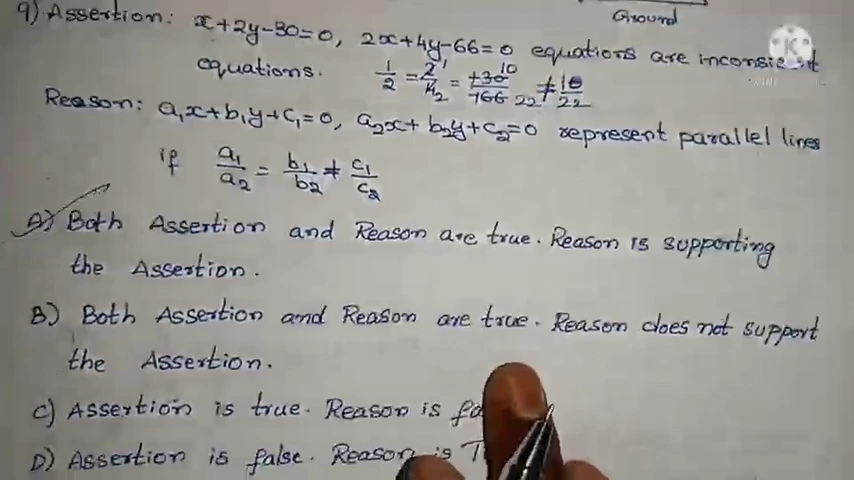 Ground
9) Assertion: x+2y-30=0, 2x+4y-66=0 equations are
equations. 1/2 = 2/4 1/2 = +30/+66 10/22 ≠ 10/22
Reason: a₁x+b₁y+c₁=0, a₂x+b₂y+c₂=0 represent parallel lines
if a₁/a₂ = b₁/b₂ ≠ c₁/c₂
A) Both Assertion and Reason are true. Reason is supporting
the Assertion.
B) Both Assertion and Reason are true. Reason does not support
the Assertion.
C) Assertion is true. Reason is
D) Assertion is false. Reason is
KINEMASTER